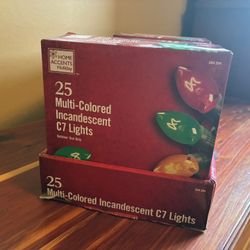 HOME
ACCENTS
Holiday
25
Multi-Colored
Incandescent
C7 Lights
25
Multi-Colored Incandescent C7 Lights